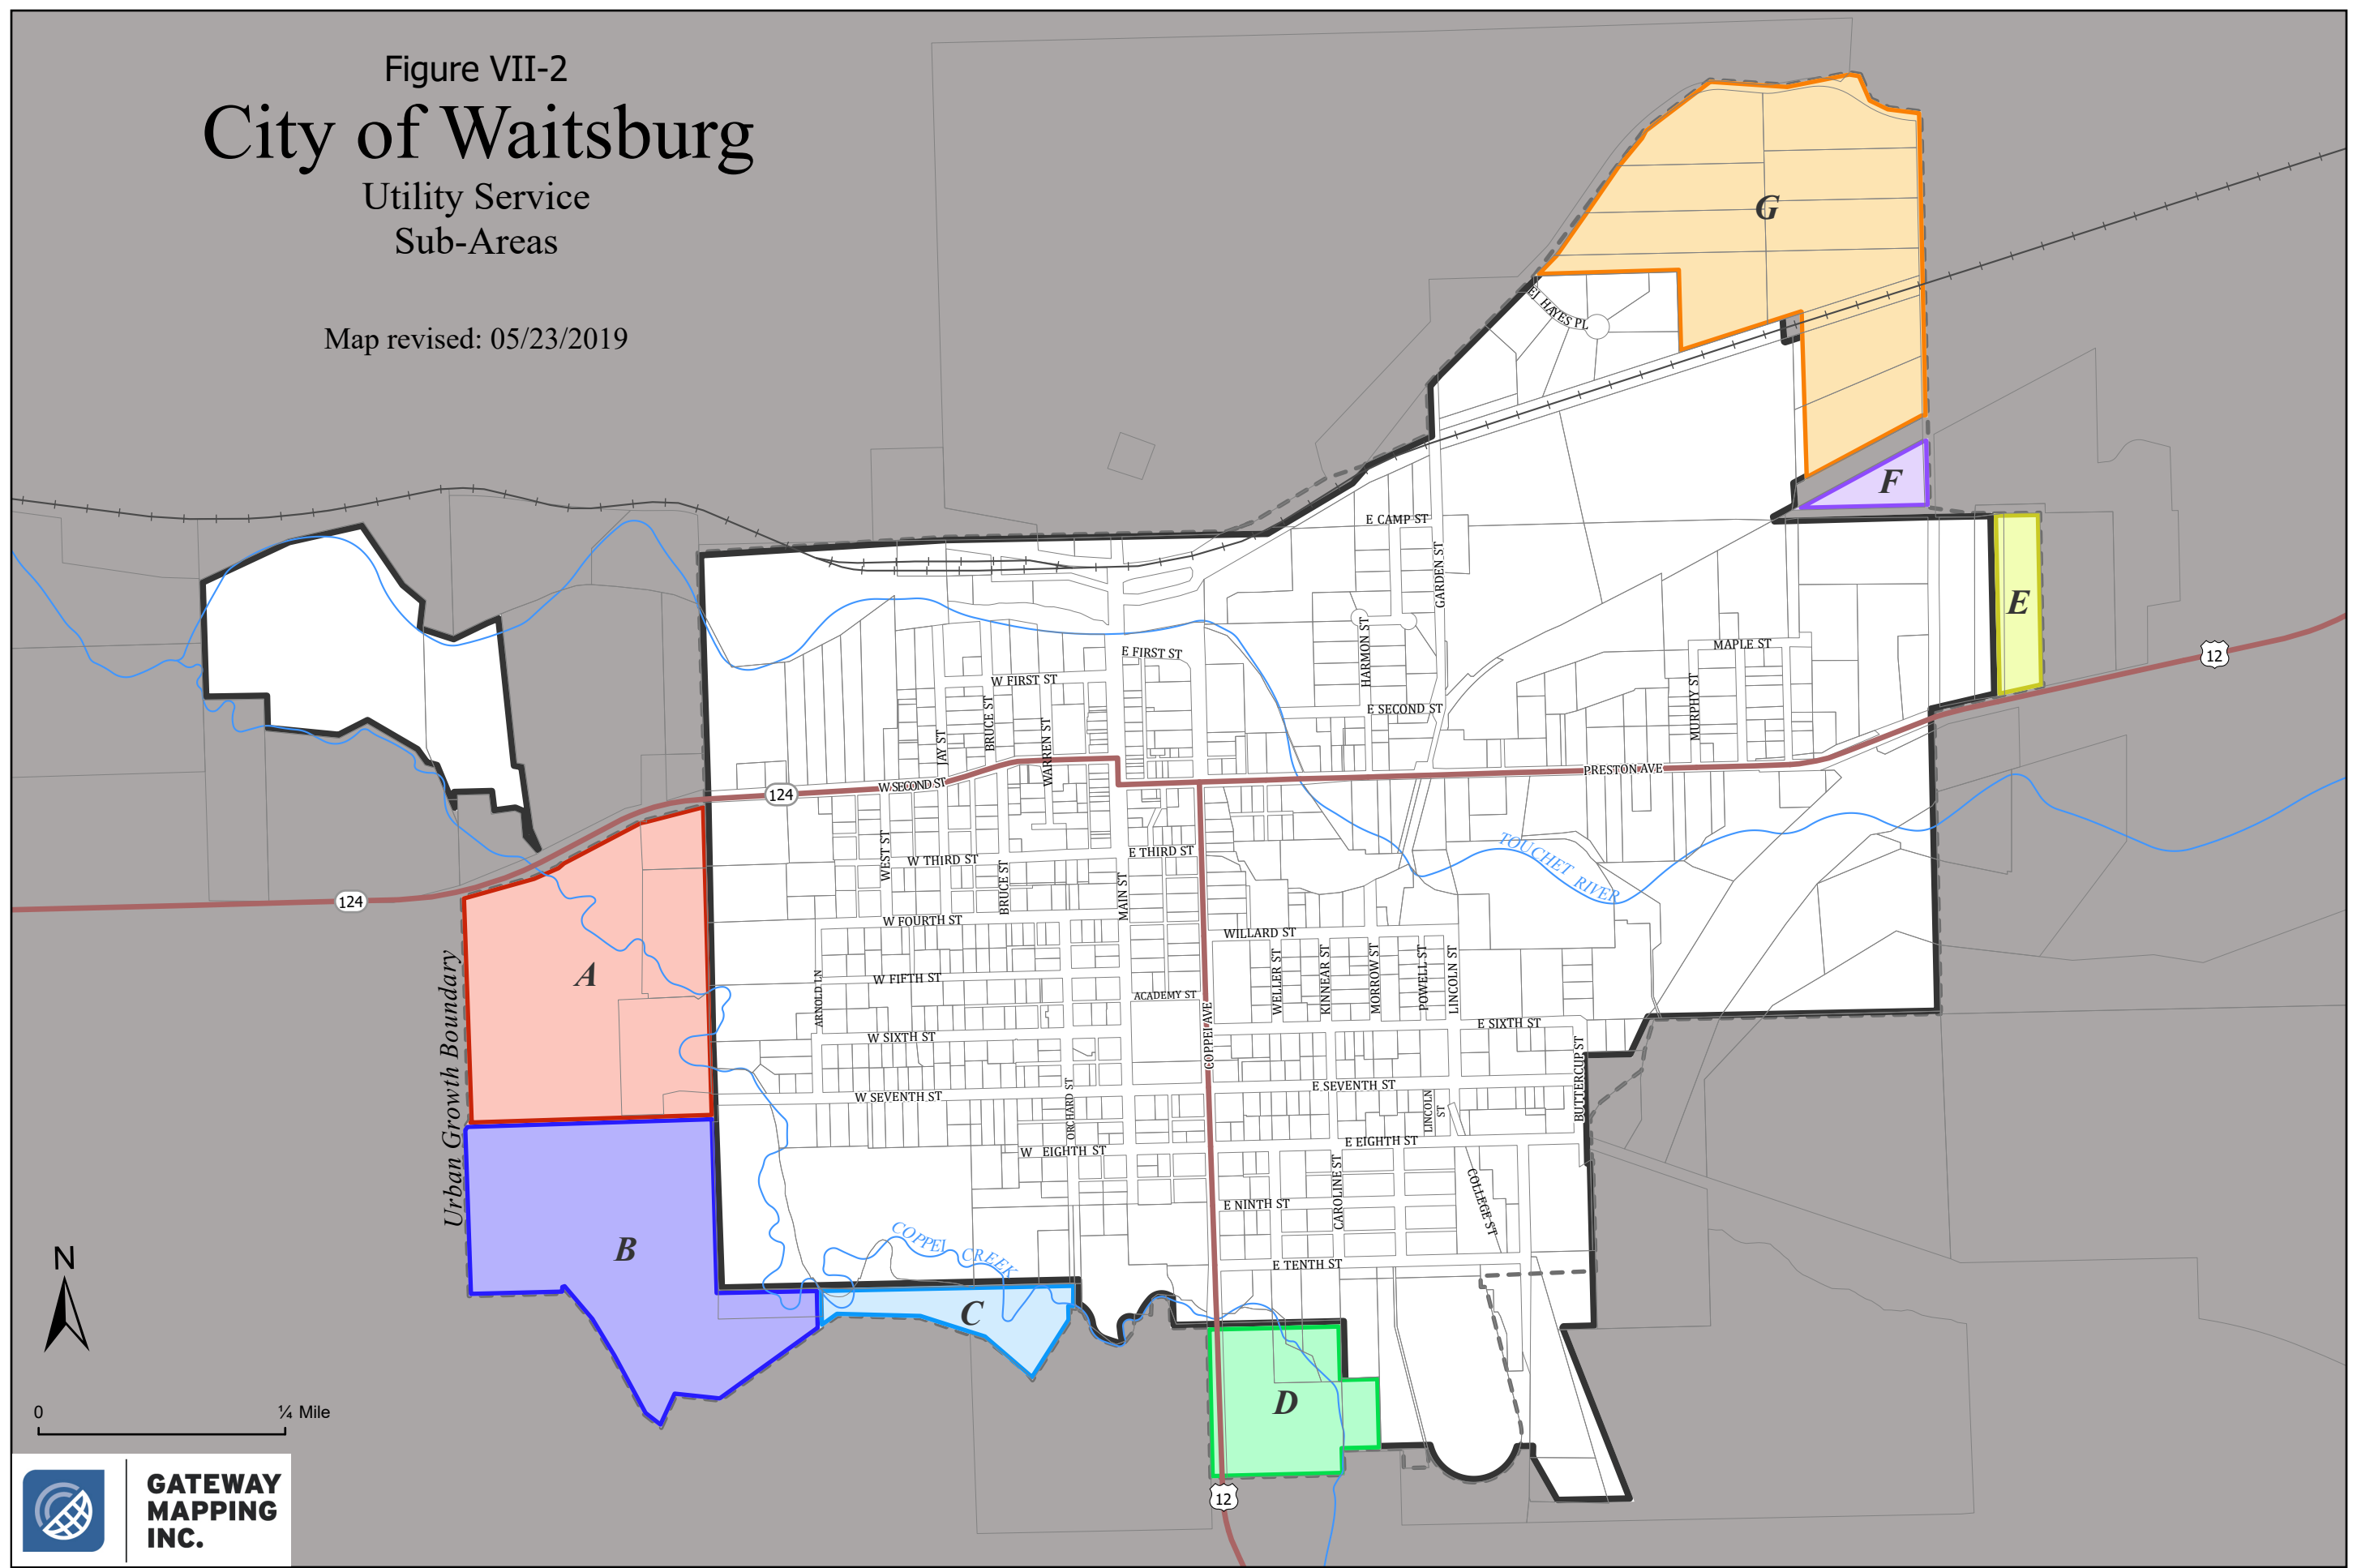 Figure VII-2
City of Waitsburg
Utility Service
Sub-Areas
Map revised: 05/23/2019
G
EJ HAYES PL
F
E
E CAMP ST
GARDEN ST
HARMON ST
MAPLE ST
MURPHY ST
12
E FIRST ST
W FIRST ST
E SECOND ST
BRUCE ST
JAY ST
WARREN ST
W SECOND ST
124
PRESTON AVE
124
WEST ST
W THIRD ST
E THIRD ST
TOUCHET RIVER
BRUCE ST
MAIN ST
W FOURTH ST
WILLARD ST
A
Urban Growth Boundary
W FIFTH ST
ARNOLD LN
ACADEMY ST
WELLER ST
KINNEAR ST
MORROW ST
POWELL ST
LINCOLN ST
COPPEI AVE
W SIXTH ST
E SIXTH ST
BUTTERCUP ST
W SEVENTH ST
E SEVENTH ST
ORCHARD ST
LINCOLN
ST
W EIGHTH ST
E EIGHTH ST
CAROLINE ST
COLLEGE ST
E NINTH ST
B
COPPEI CREEK
E TENTH ST
C
D
12
N
0
¼ Mile
GATEWAY
MAPPING
INC.